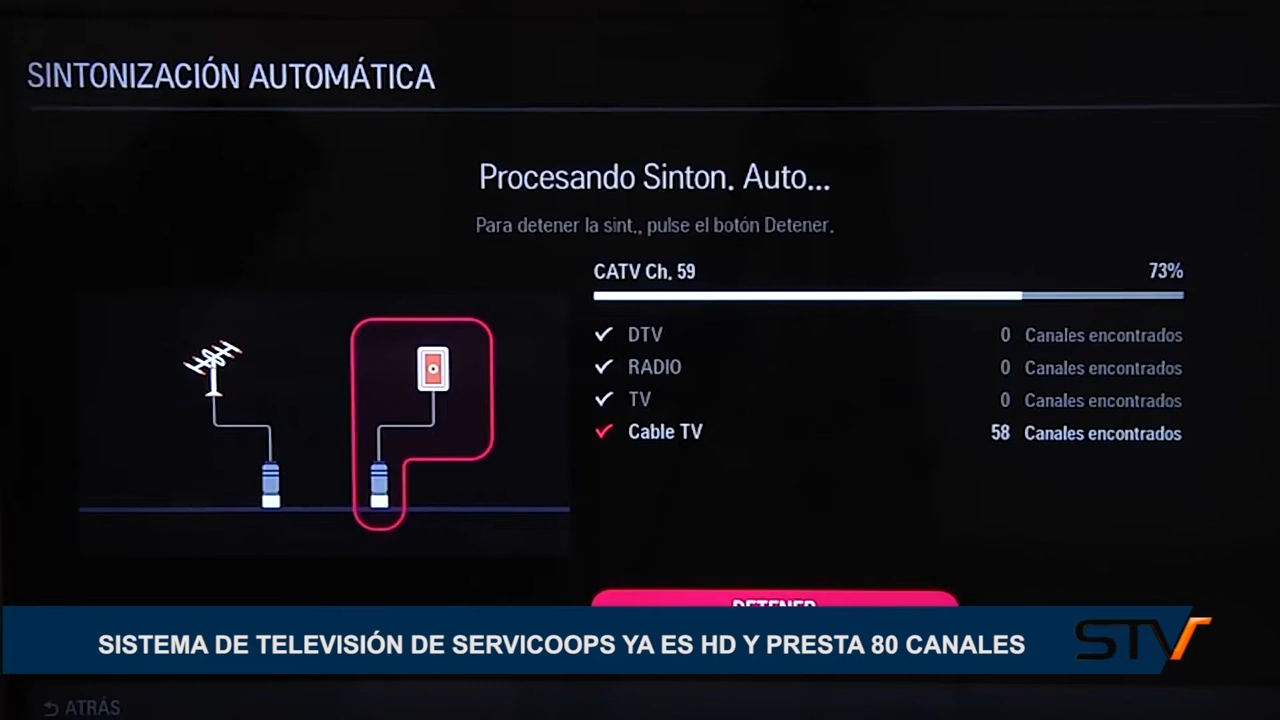 SINTONIZACIÓN AUTOMÁTICA
Procesando Sinton. Auto...
Para detener la sint., pulse el botón Detener.
CATV Ch. 59 73%
DTV 0 Canales encontrados
RADIO 0 Canales encontrados
TV 0 Canales encontrados
Cable TV 58 Canales encontrados
DETENER
SISTEMA DE TELEVISIÓN DE SERVICOOPS YA ES HD Y PRESTA 80 CANALES
STV
ATRÁS